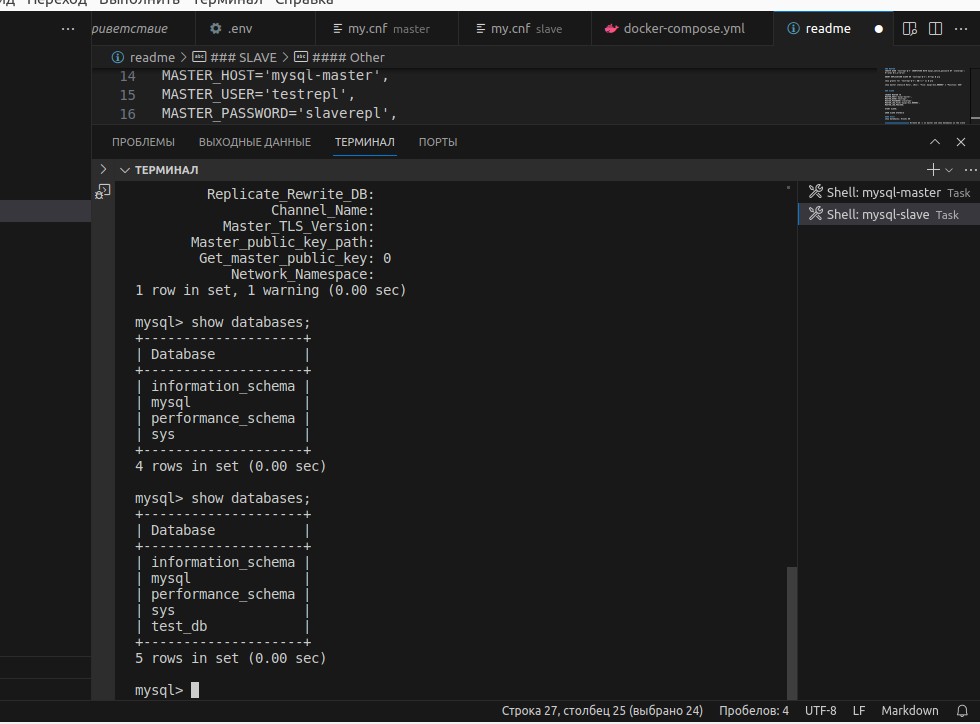 ид Переход Выполнить Терминал Справка
риветствие .env my.cnf master my.cnf slave docker-compose.yml readme
readme > ### SLAVE > #### Other
14 MASTER_HOST='mysql-master',
15 MASTER_USER='testrepl',
16 MASTER_PASSWORD='slaverepl',
ПРОБЛЕМЫ ВЫХОДНЫЕ ДАННЫЕ ТЕРМИНАЛ ПОРТЫ
ТЕРМИНАЛ
Shell: mysql-master Task
Shell: mysql-slave Task
Replicate_Rewrite_DB:
Channel_Name:
Master_TLS_Version:
Master_public_key_path:
Get_master_public_key: 0
Network_Namespace:
1 row in set, 1 warning (0.00 sec)
mysql> show databases;
+--------------------+
| Database           |
+--------------------+
| information_schema |
| mysql              |
| performance_schema |
| sys                |
+--------------------+
4 rows in set (0.00 sec)
mysql> show databases;
+--------------------+
| Database           |
+--------------------+
| information_schema |
| mysql              |
| performance_schema |
| sys                |
| test_db            |
+--------------------+
5 rows in set (0.00 sec)
mysql>
Строка 27, столбец 25 (выбрано 24) Пробелов: 4 UTF-8 LF Markdown